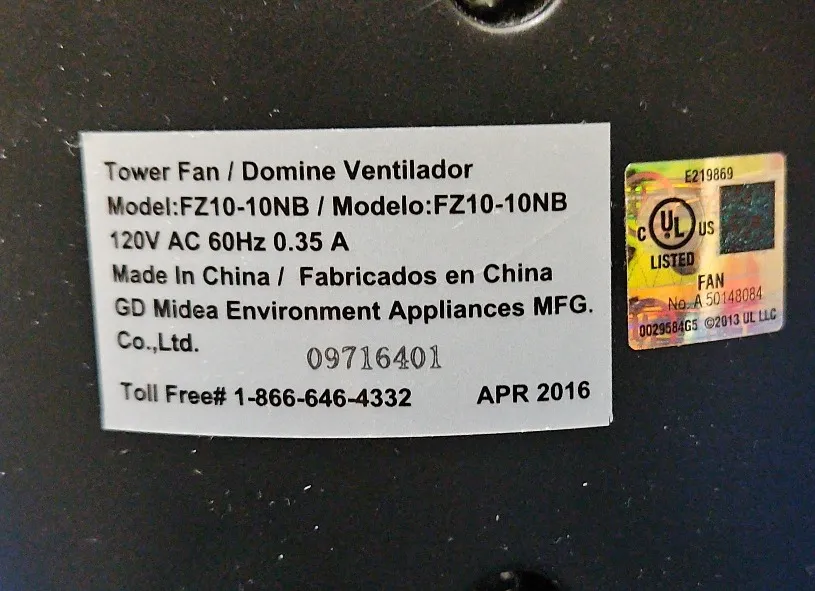 Tower Fan / Domine Ventilador
Model:FZ10-10NB / Modelo:FZ10-10NB
120V AC 60Hz 0.35 A
Made In China / Fabricados en China
GD Midea Environment Appliances MFG.
Co.,Ltd.
09716401
Toll Free# 1-866-646-4332 APR 2016
E219869
C UL US
LISTED
FAN
No. A 50148084
0029584G5 ©2013 UL LLC